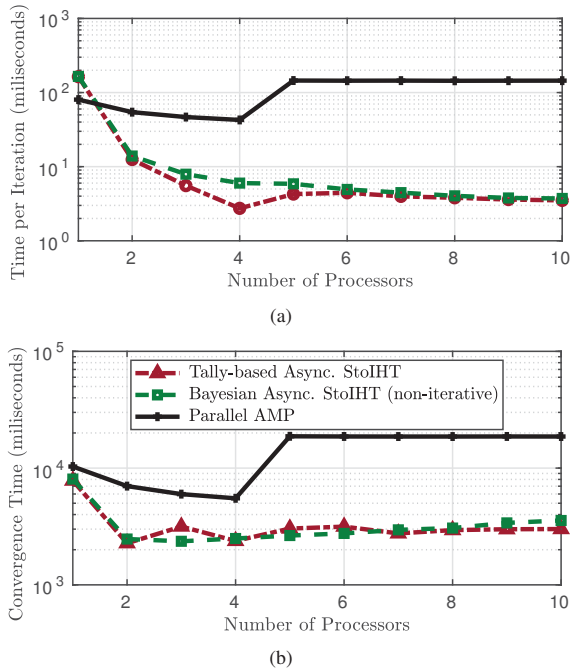 (a)
10^3
10^2
10^1
10^0
Time per Iteration (miliseconds)
2
4
6
8
10
Number of Processors
(a)
10^5
10^4
10^3
Convergence Time (miliseconds)
Tally-based Async. StoIHT
Bayesian Async. StoIHT (non-iterative)
Parallel AMP
2
4
6
8
10
Number of Processors
(b)